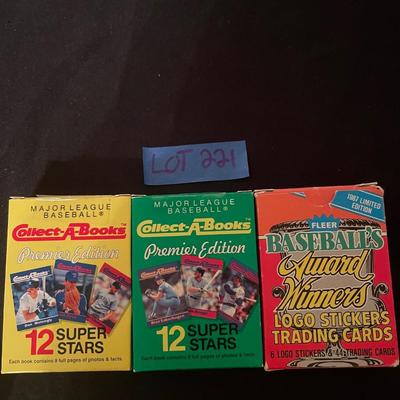 LOT 221
MAJOR LEAGUE
BASEBALL®
Collect-A-Books™
Premier Edition
12 SUPER
STARS
Each book contains 8 full pages of photos & facts
MAJOR LEAGUE
BASEBALL®
Collect-A-Books™
Premier Edition
12 SUPER
STARS
Each book contains 8 full pages of photos & facts
1987 LIMITED
EDITION
FLEER
BASEBALL'S
Award
Winners
LOGO STICKERS
TRADING CARDS
6 LOGO STICKERS & 44 TRADING CARDS